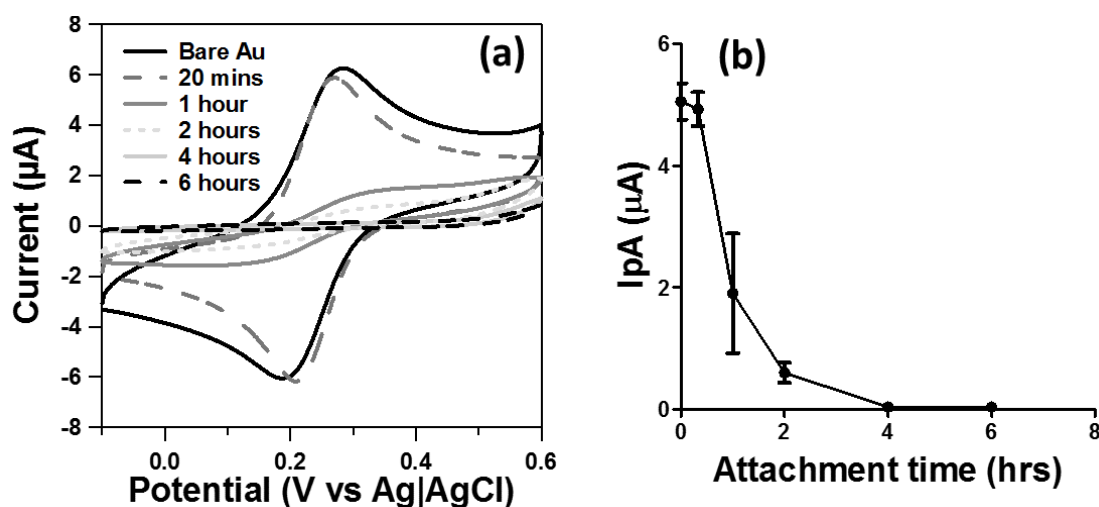 (a)
Bare Au
20 mins
1 hour
2 hours
4 hours
6 hours
8
6
4
2
0
-2
-4
-6
-8
Current (µA)
0.0 0.2 0.4 0.6
Potential (V vs Ag|AgCl)
(b)
6
4
2
0
IpA (µA)
0 2 4 6 8
Attachment time (hrs)